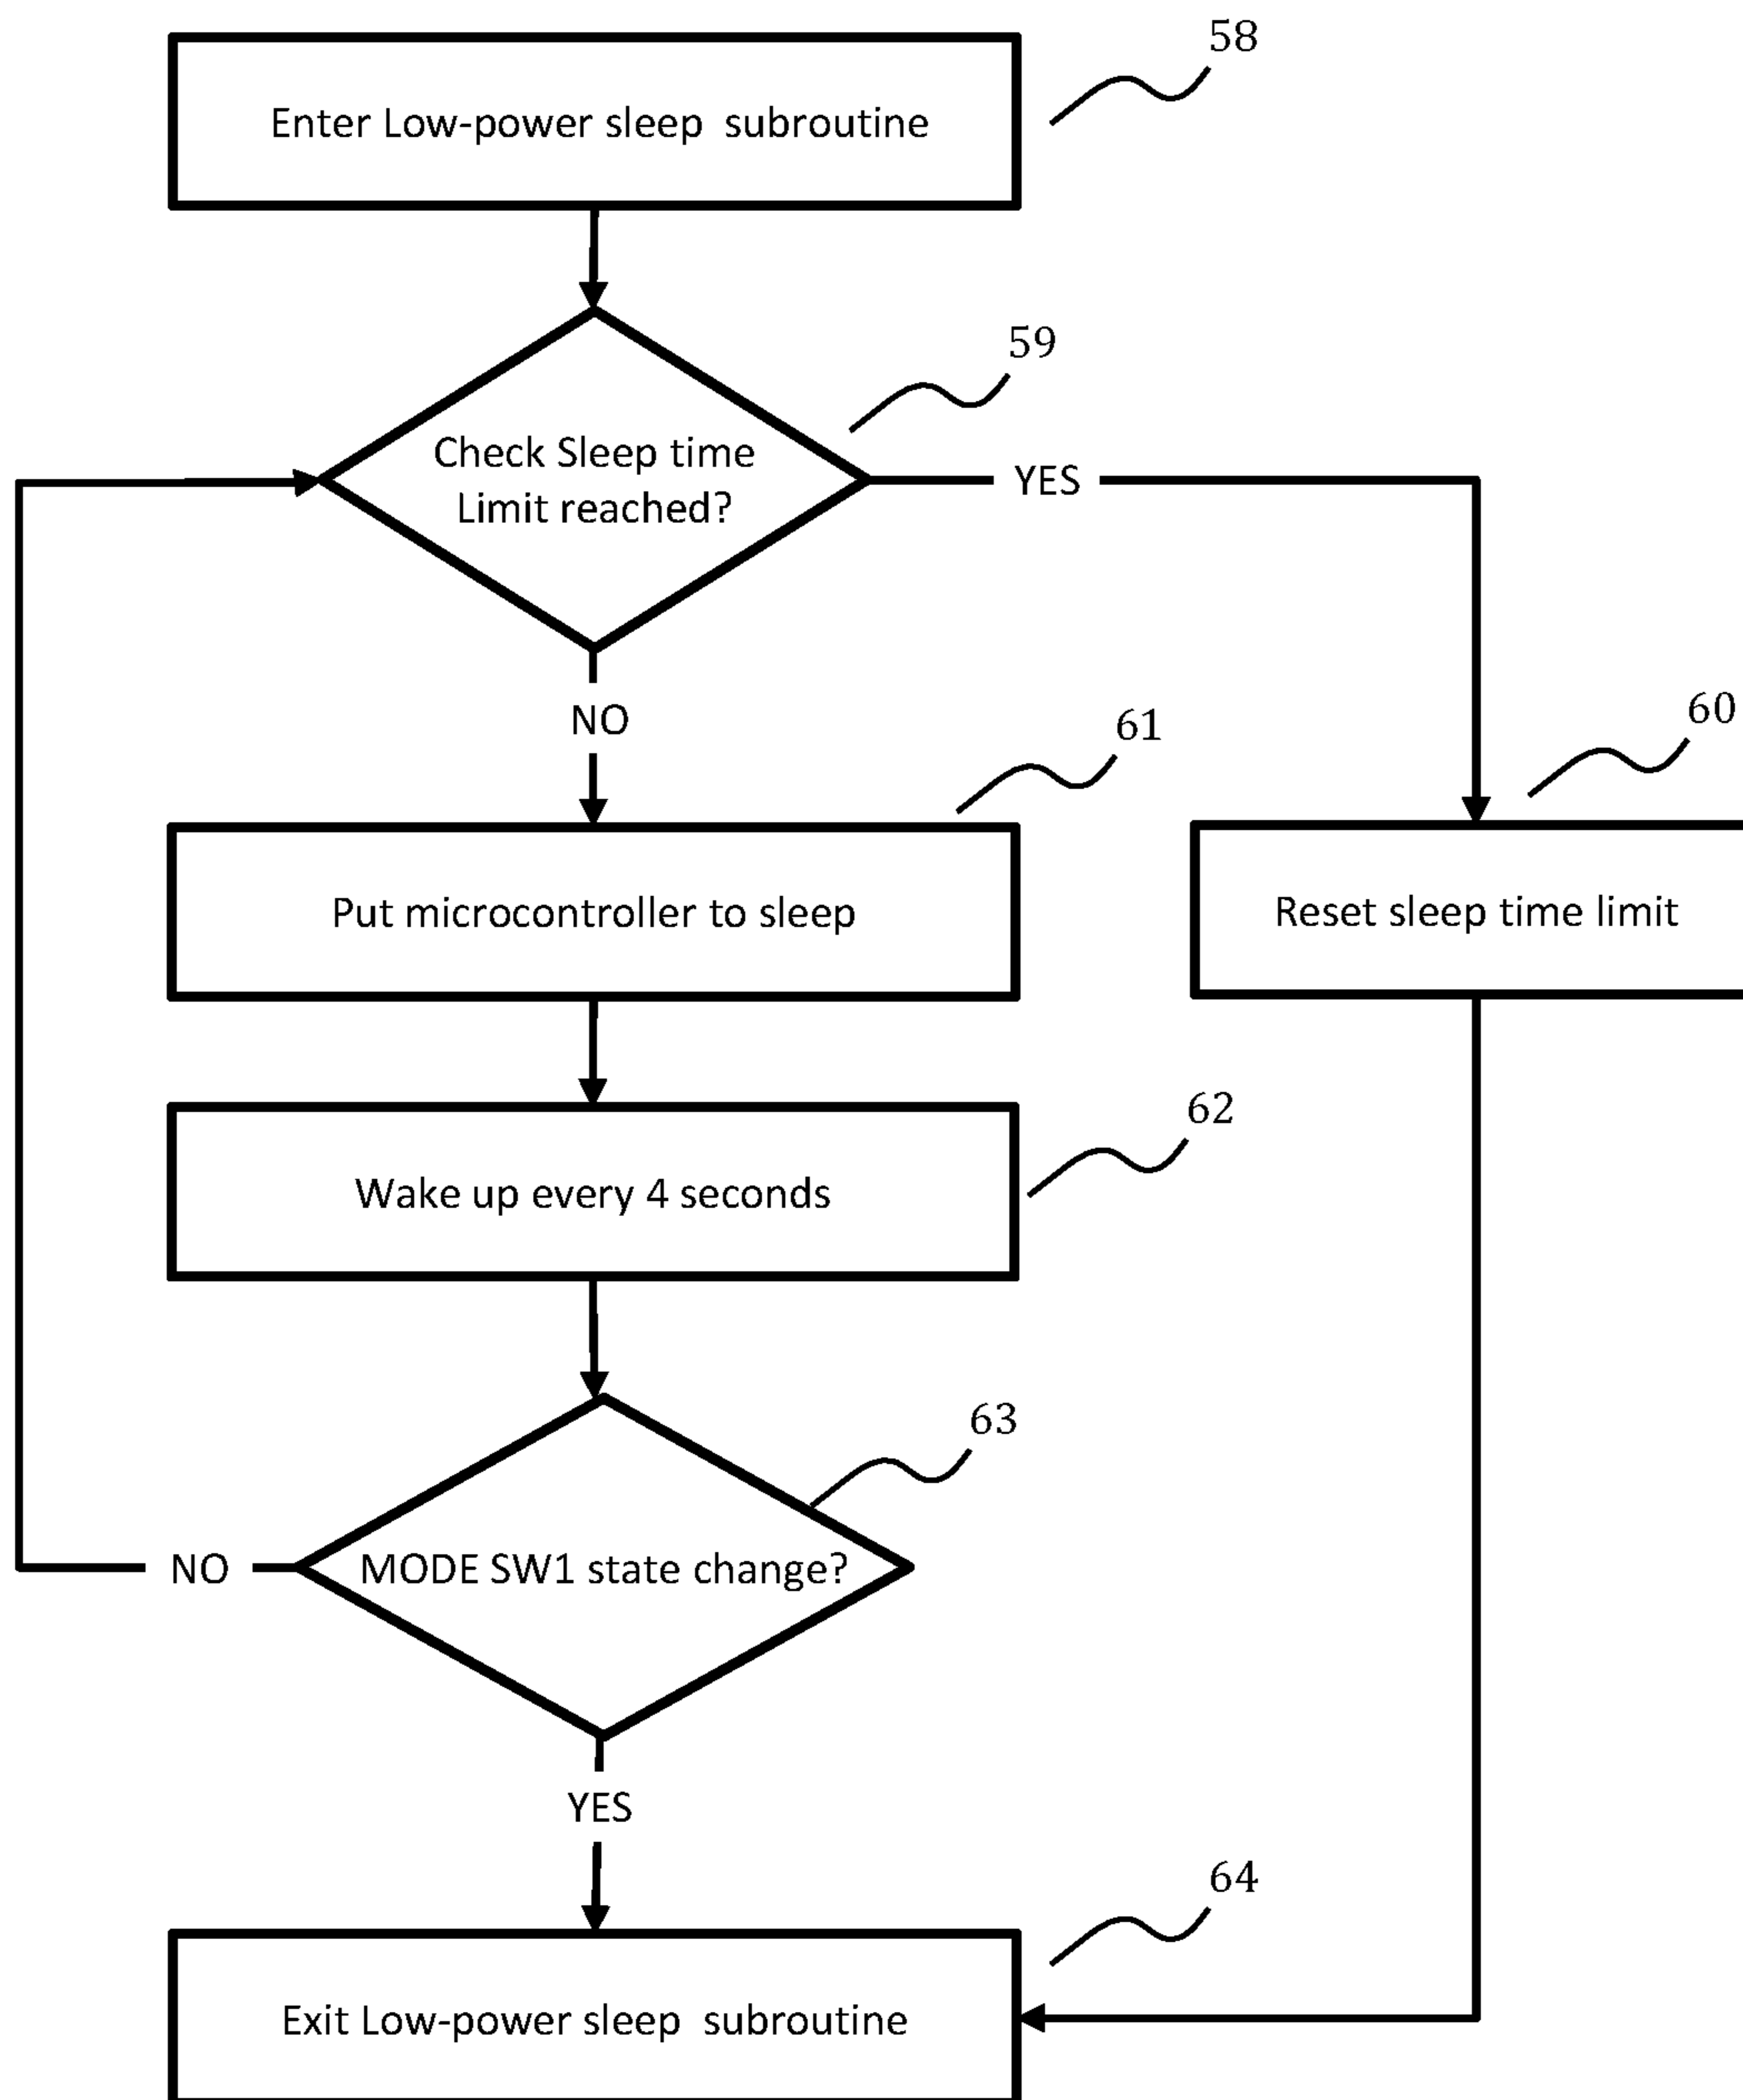 58
Enter Low-power sleep subroutine
59
Check Sleep time
Limit reached?
YES
NO
61
60
Put microcontroller to sleep
Reset sleep time limit
62
Wake up every 4 seconds
63
MODE SW1 state change?
NO
YES
64
Exit Low-power sleep subroutine